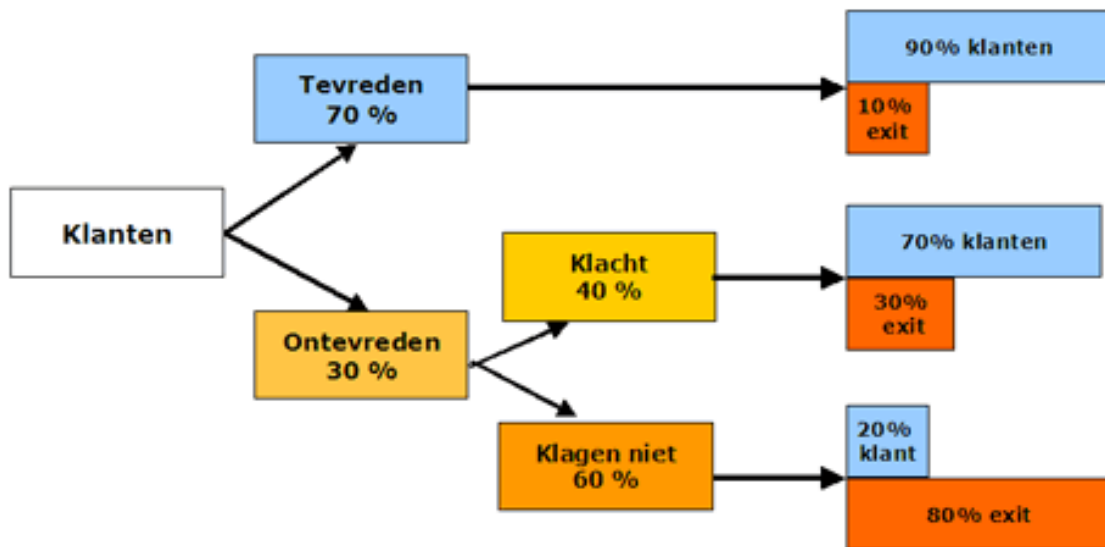 Klanten
Tevreden
70 %
90% klanten
10%
exit
Ontevreden
30 %
Klacht
40 %
70% klanten
30%
exit
Klagen niet
60 %
20%
klant
80% exit